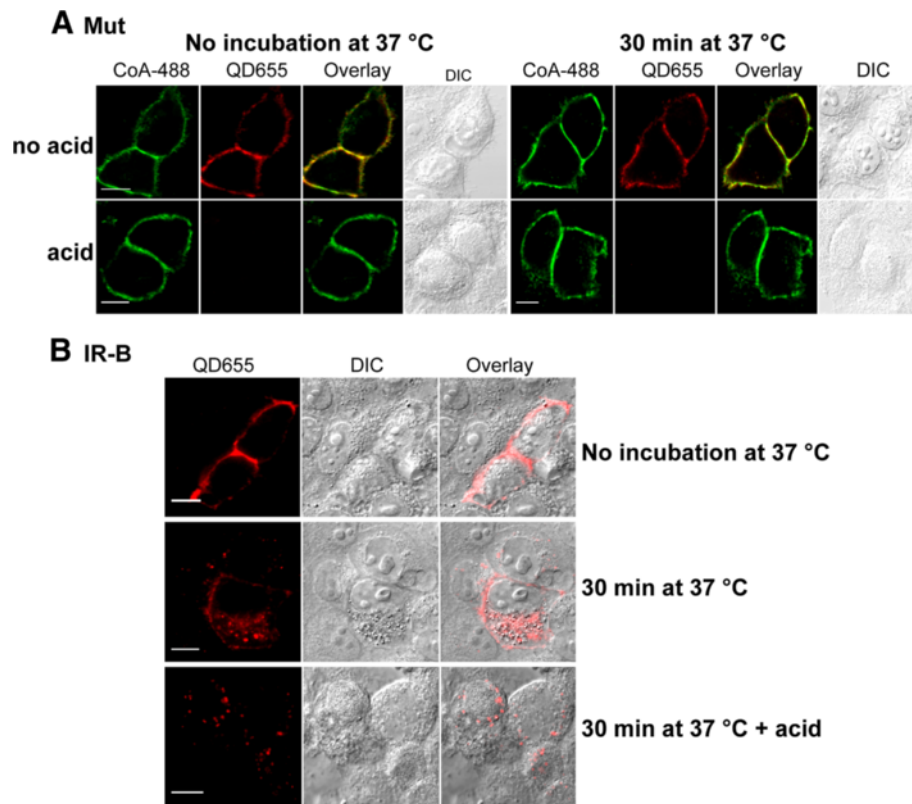 A Mut
No incubation at 37 °C 30 min at 37 °C
CoA-488 QD655 Overlay DIC CoA-488 QD655 Overlay DIC
no acid
acid
B IR-B
QD655 DIC Overlay
No incubation at 37 °C
30 min at 37 °C
30 min at 37 °C + acid